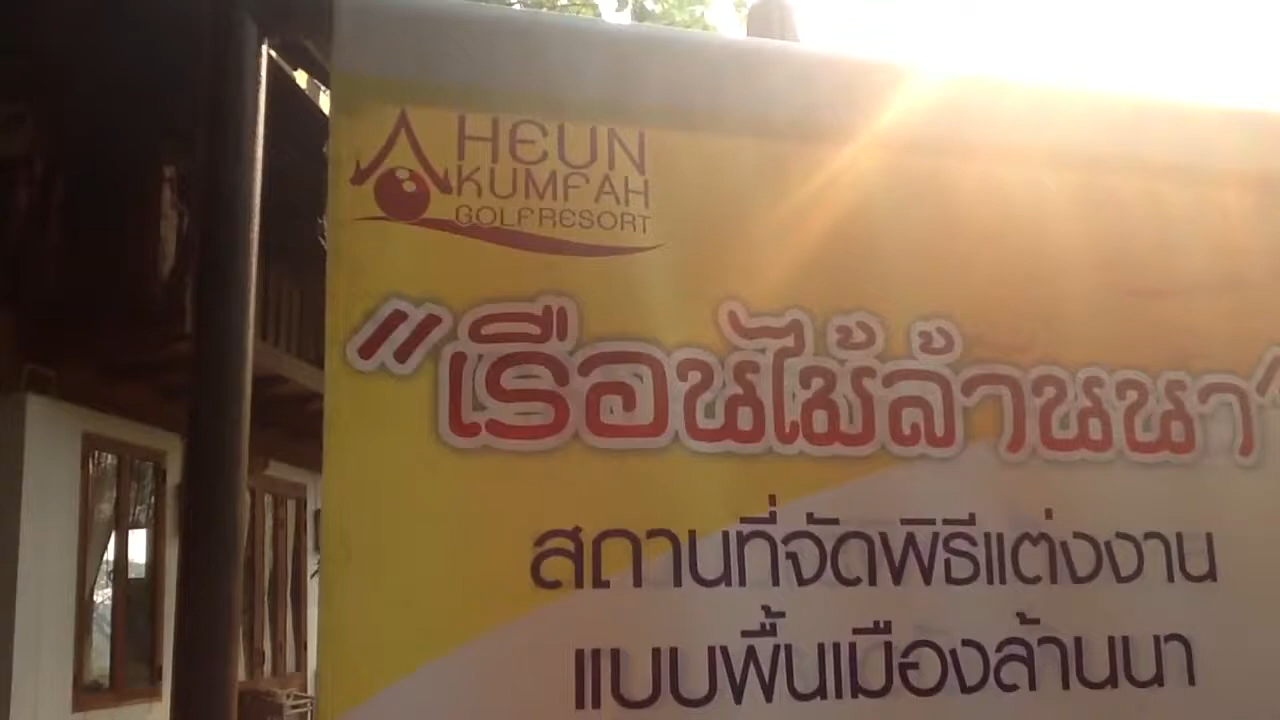 HEUN
KUMFAH
GOLF RESORT
"เรือนไม้ล้านนา"
สถานที่จัดพิธีแต่งงาน
แบบพื้นเมืองล้านนา